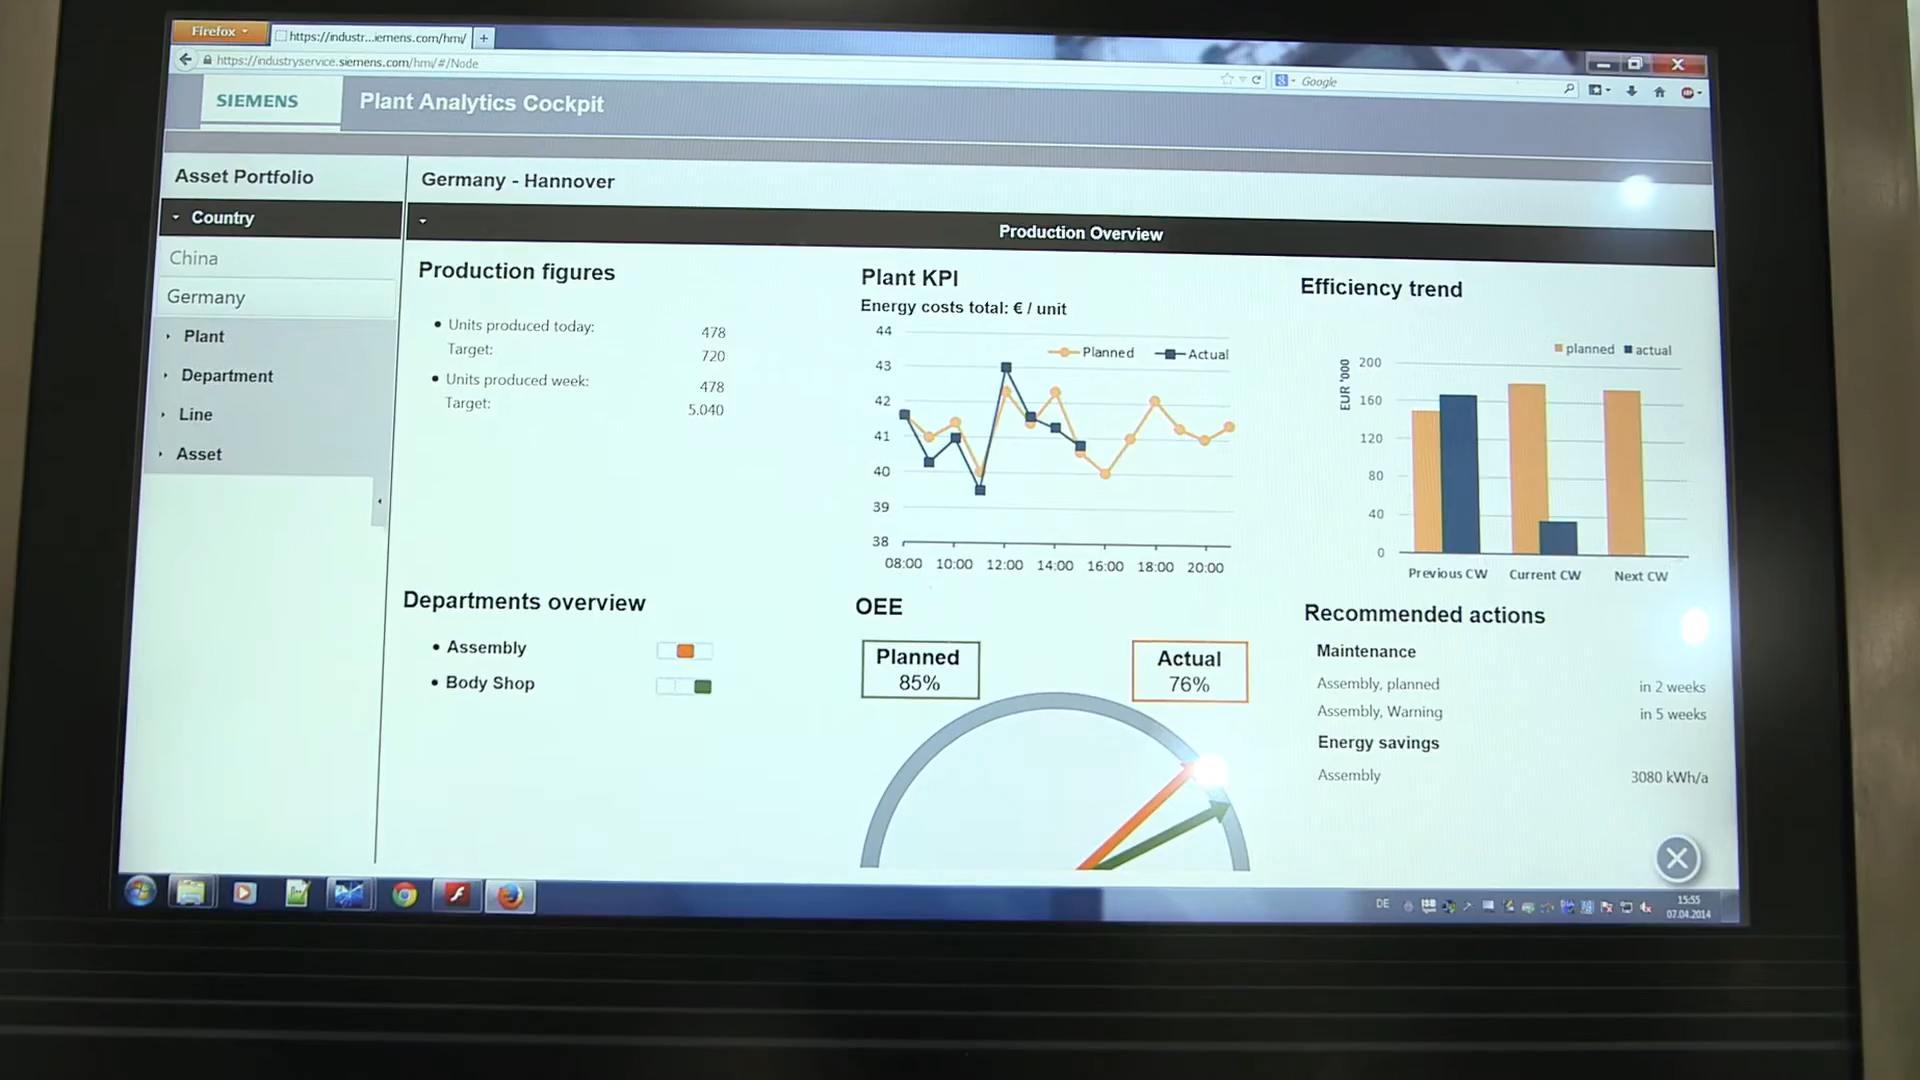 Firefox
https://industr...iemens.com/hmi/
https://industryservice.siemens.com/hmi/#/Node
Google
SIEMENS
Plant Analytics Cockpit
Asset Portfolio
Country
China
Germany
Plant
Department
Line
Asset
Germany - Hannover
Production Overview
Production figures
Units produced today: 478
Target: 720
Units produced week: 478
Target: 5.040
Departments overview
Assembly
Body Shop
Plant KPI
Energy costs total: € / unit
Planned Actual
44
43
42
41
40
39
38
08:00 10:00 12:00 14:00 16:00 18:00 20:00
OEE
Planned
85%
Actual
76%
Efficiency trend
planned actual
EUR '000
200
160
120
80
40
0
Previous CW Current CW Next CW
Recommended actions
Maintenance
Assembly, planned in 2 weeks
Assembly, Warning in 5 weeks
Energy savings
Assembly 3080 kWh/a
DE
15:55
07.04.2014